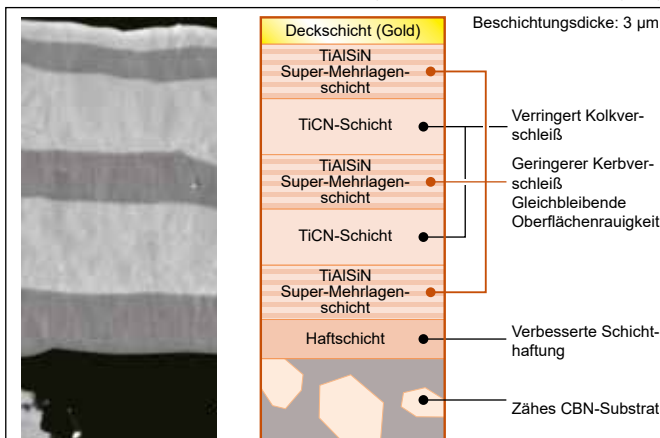 Deckschicht (Gold)
Beschichtungsdicke: 3 µm
TiAlSiN
Super-Mehrlagen-
schicht
TiCN-Schicht
Verringert Kolkver-
schleiß
TiAlSiN
Super-Mehrlagen-
schicht
Geringerer Kerbver-
schleiß
Gleichbleibende
Oberflächenrauigkeit
TiCN-Schicht
TiAlSiN
Super-Mehrlagen-
schicht
Haftschicht
Verbesserte Schicht-
haftung
Zähes CBN-Substrat